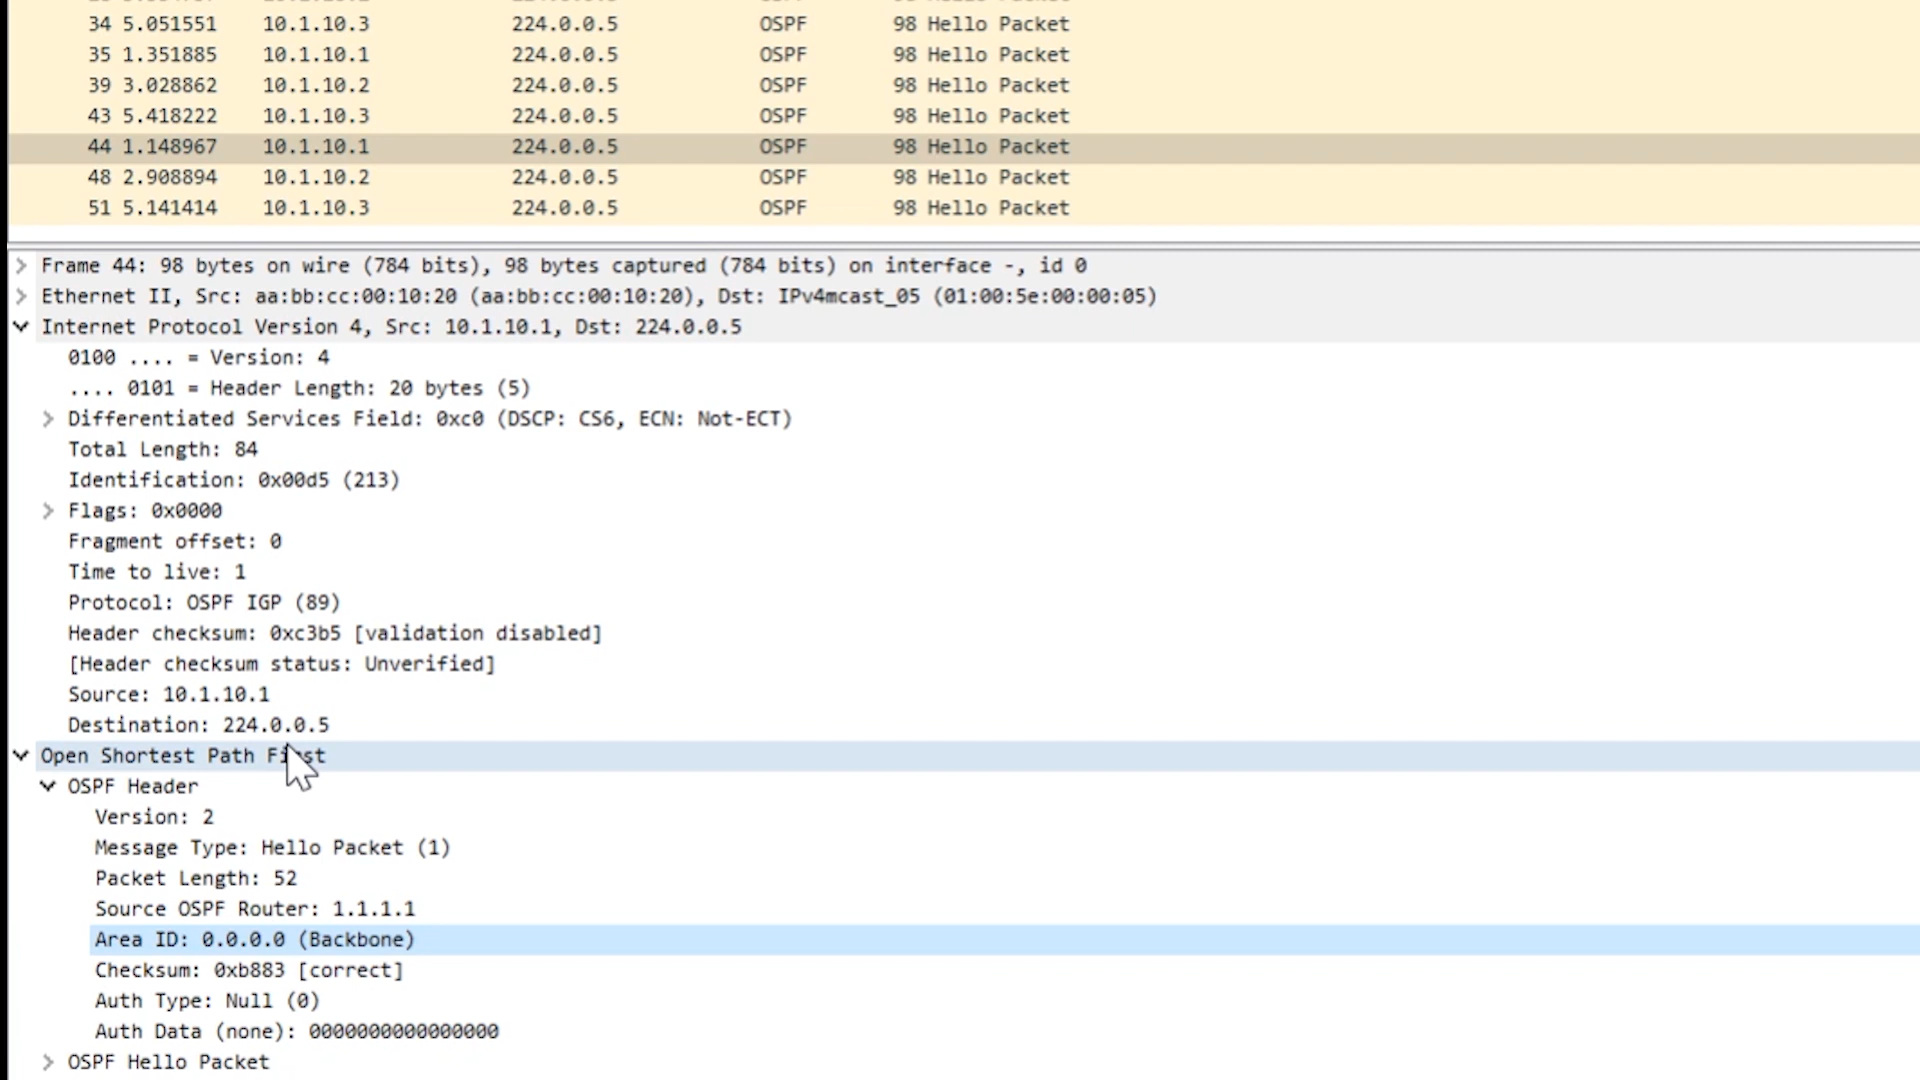 34 5.051551 10.1.10.3 224.0.0.5 OSPF 98 Hello Packet
35 1.351885 10.1.10.1 224.0.0.5 OSPF 98 Hello Packet
39 3.028862 10.1.10.2 224.0.0.5 OSPF 98 Hello Packet
43 5.418222 10.1.10.3 224.0.0.5 OSPF 98 Hello Packet
44 1.148967 10.1.10.1 224.0.0.5 OSPF 98 Hello Packet
48 2.908894 10.1.10.2 224.0.0.5 OSPF 98 Hello Packet
51 5.141414 10.1.10.3 224.0.0.5 OSPF 98 Hello Packet
Frame 44: 98 bytes on wire (784 bits), 98 bytes captured (784 bits) on interface -, id 0
Ethernet II, Src: aa:bb:cc:00:10:20 (aa:bb:cc:00:10:20), Dst: IPv4mcast_05 (01:00:5e:00:00:05)
Internet Protocol Version 4, Src: 10.1.10.1, Dst: 224.0.0.5
0100 .... = Version: 4
.... 0101 = Header Length: 20 bytes (5)
Differentiated Services Field: 0xc0 (DSCP: CS6, ECN: Not-ECT)
Total Length: 84
Identification: 0x00d5 (213)
Flags: 0x0000
Fragment offset: 0
Time to live: 1
Protocol: OSPF IGP (89)
Header checksum: 0xc3b5 [validation disabled]
[Header checksum status: Unverified]
Source: 10.1.10.1
Destination: 224.0.0.5
Open Shortest Path First
OSPF Header
Version: 2
Message Type: Hello Packet (1)
Packet Length: 52
Source OSPF Router: 1.1.1.1
Area ID: 0.0.0.0 (Backbone)
Checksum: 0xb883 [correct]
Auth Type: Null (0)
Auth Data (none): 0000000000000000
OSPF Hello Packet